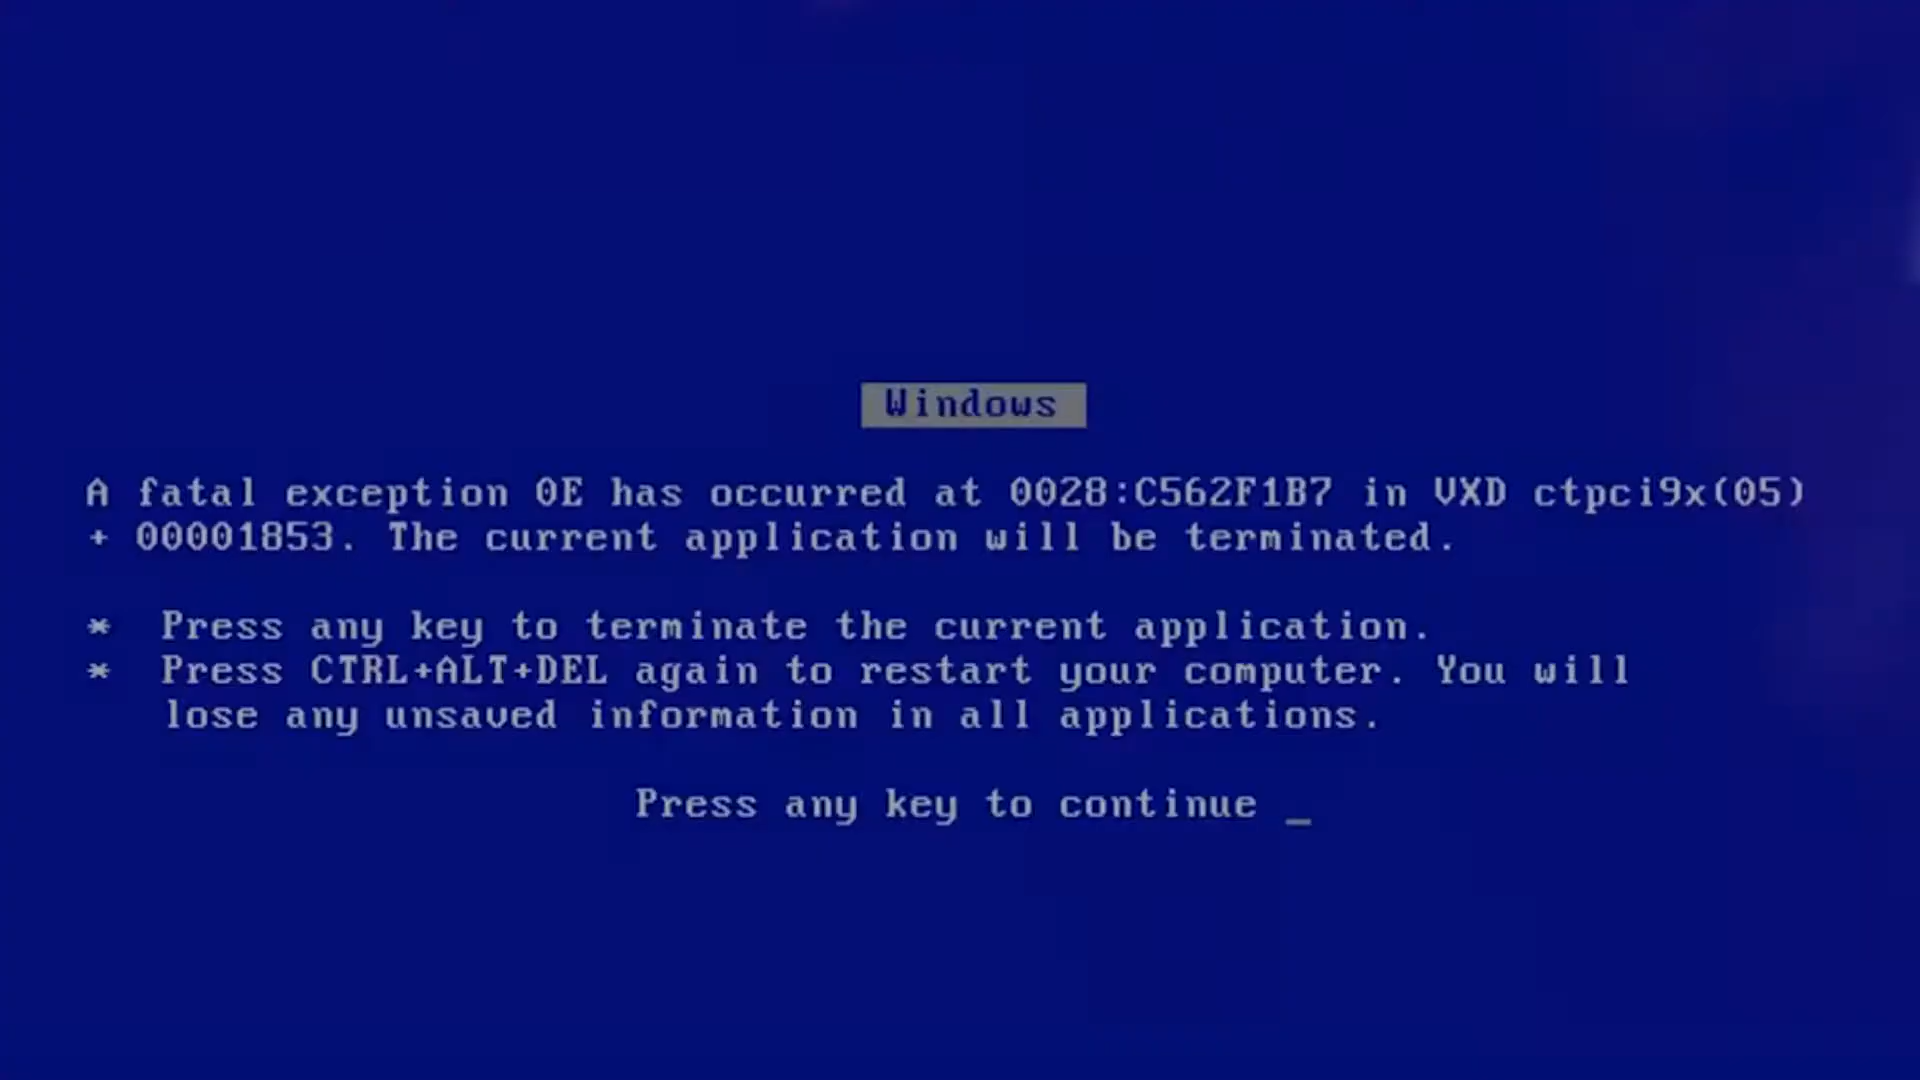 Windows
A fatal exception 0E has occurred at 0028:C562F1B7 in VXD ctpci9x(05)
+ 00001853. The current application will be terminated.
* Press any key to terminate the current application.
* Press CTRL+ALT+DEL again to restart your computer. You will
lose any unsaved information in all applications.
Press any key to continue _